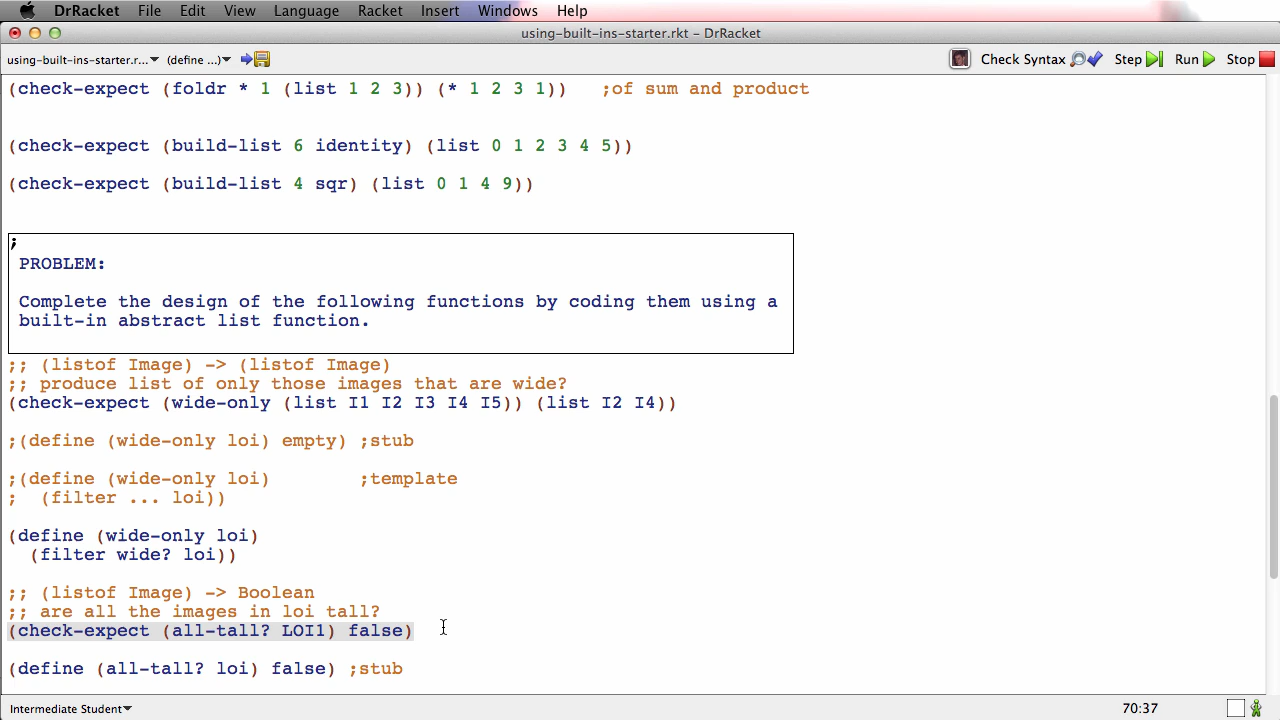 DrRacket File Edit View Language Racket Insert Windows Help
using-built-ins-starter.rkt – DrRacket
using-built-ins-starter.r...▾ (define ...)▾ Check Syntax Step Run Stop
(check-expect (foldr * 1 (list 1 2 3)) (* 1 2 3 1))   ;of sum and product
(check-expect (build-list 6 identity) (list 0 1 2 3 4 5))
(check-expect (build-list 4 sqr) (list 0 1 4 9))
;
PROBLEM:
Complete the design of the following functions by coding them using a
built-in abstract list function.
;; (listof Image) -> (listof Image)
;; produce list of only those images that are wide?
(check-expect (wide-only (list I1 I2 I3 I4 I5)) (list I2 I4))
;(define (wide-only loi) empty) ;stub
;(define (wide-only loi)        ;template
;  (filter ... loi))
(define (wide-only loi)
  (filter wide? loi))
;; (listof Image) -> Boolean
;; are all the images in loi tall?
(check-expect (all-tall? LOI1) false)
(define (all-tall? loi) false) ;stub
Intermediate Student▾ 70:37